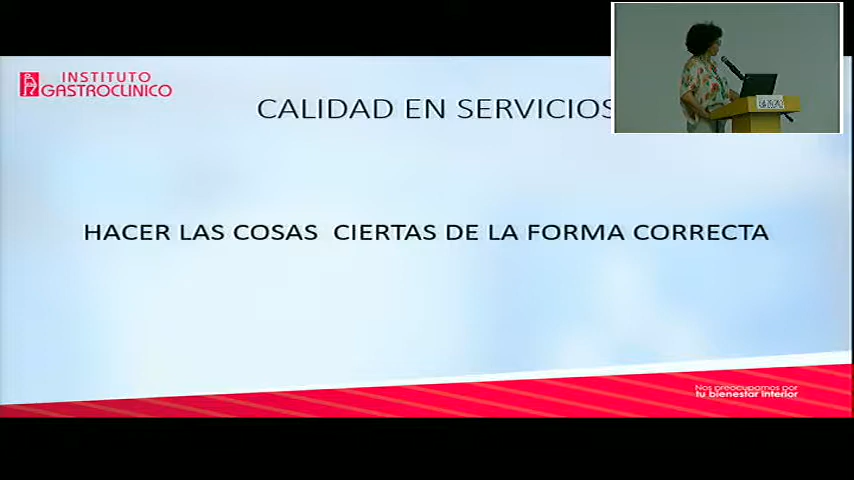 INSTITUTO
GASTROCLINICO
CALIDAD EN SERVICIOS
HACER LAS COSAS  CIERTAS DE LA FORMA CORRECTA
Nos preocupamos por
tu bienestar interior